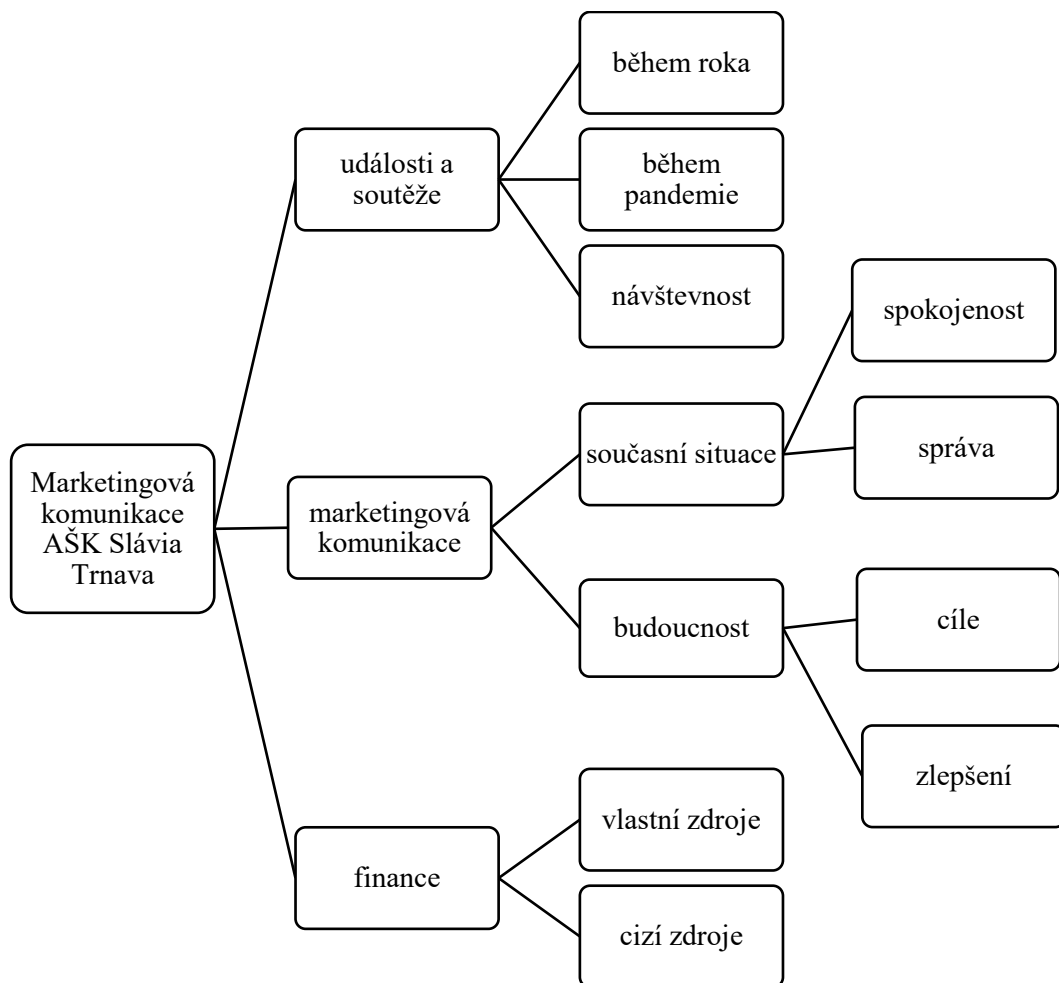 Marketingová
komunikace
AŠK Slávia
Trnava
události a
soutěže
během roka
během
pandemie
návštevnost
marketingová
komunikace
současní situace
spokojenost
správa
budoucnost
cíle
zlepšení
finance
vlastní zdroje
cizí zdroje